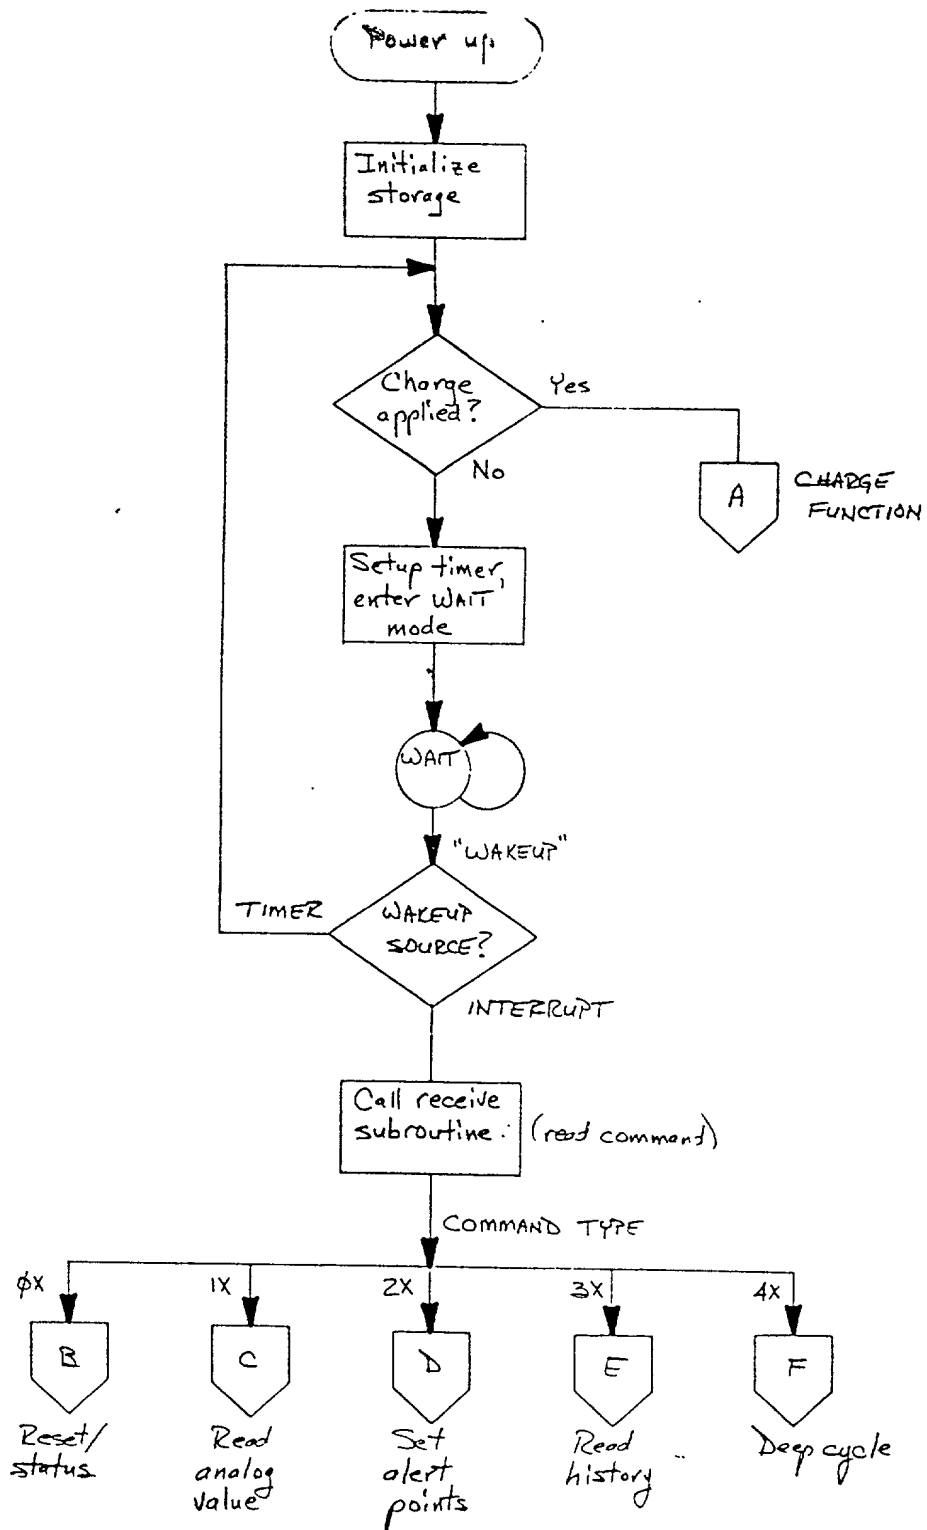 Power up
Initialize
storage
Charge
applied?
Yes
No
A
CHARGE
FUNCTION
Setup timer,
enter WAIT
mode
WAIT
"WAKEUP"
TIMER
WAKEUP
SOURCE?
INTERRUPT
Call receive
subroutine.
(read command)
COMMAND TYPE
φX
1X
2X
3X
4X
B
C
D
E
F
Reset/
status
Read
analog
value
Set
alert
points
Read
history
Deep cycle